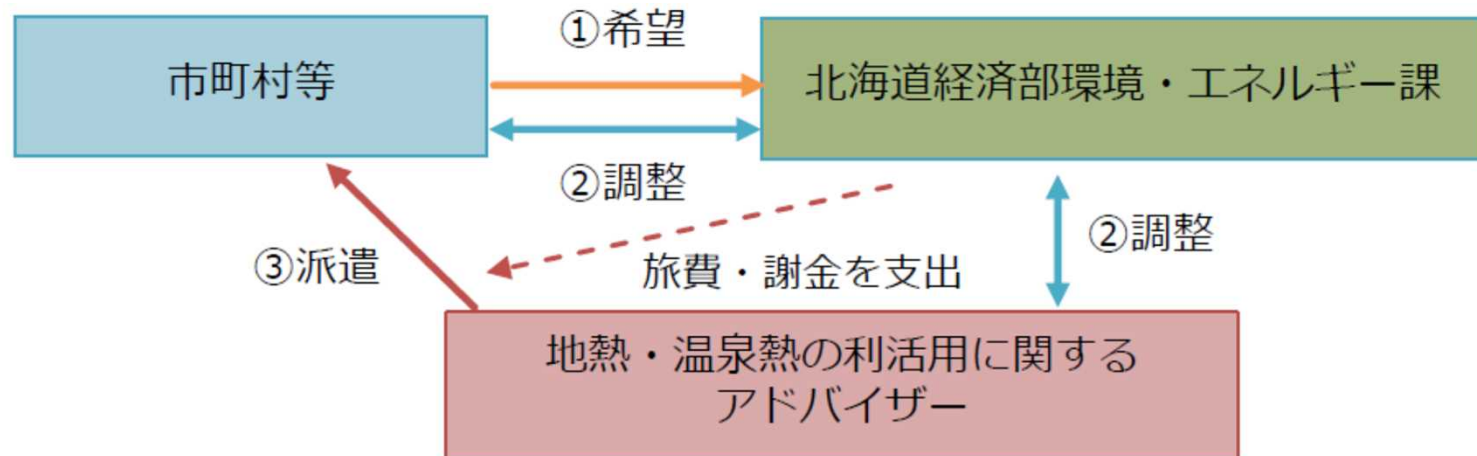 ①希望
市町村等
北海道経済部環境・エネルギー課
②調整
②調整
③派遣
旅費・謝金を支出
地熱・温泉熱の利活用に関する
アドバイザー